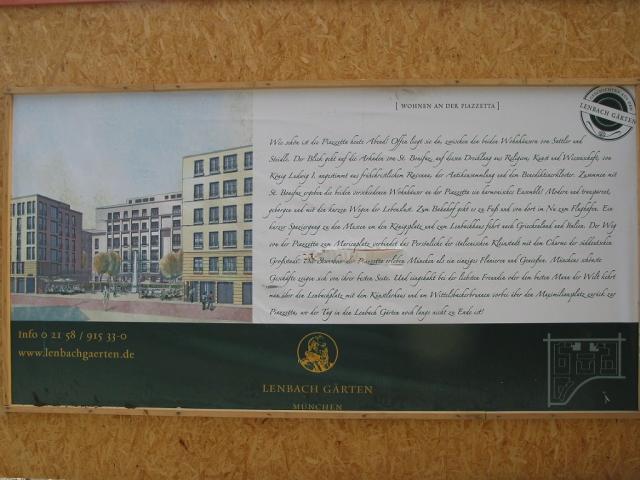 [ WOHNEN AN DER PIAZZETTA ]
GESCHICHTEN AUS DEN
LENBACH GÄRTEN
Wie schön ist die Piazzetta heute Abend! Offen liegt sie da, zwischen den beiden Wohnhäusern von Sattler und
Steidle. Der Blick geht auf die Arkaden von St. Bonifaz, auf diesen Dreiklang aus Religion, Kunst und Wissenschaft, von
König Ludwig I. angestimmt aus frühchristlichem Ravenna, der Antikensammlung und dem Benediktinerkloster. Zusammen mit
St. Bonifaz ergeben die beiden verschiedenen Wohnhäuser an der Piazzetta ein harmonisches Ensemble! Modern und transparent,
geborgen und mit den kurzen Wegen der Lebenslust. Zum Bahnhof geht es zu Fuß und von dort im Nu zum Flughafen. Ein
kurzer Spaziergang zu den Museen um den Königsplatz und zum Lenbachhaus führt nach Griechenland und Italien. Der Weg
von der Piazzetta zum Marienplatz verbindet das Persönliche der italienischen Kleinstadt mit dem Charme der süddeutschen
Großstadt. Die Bewohner der Piazzetta erleben München als ein einziges Flanieren und Genießen. Münchens schönste
Geschäfte zeigen sich von ihrer besten Seite. Und eingehakt bei der liebsten Freundin oder dem besten Mann der Welt kehrt
man über den Lenbachplatz mit dem Künstlerhaus und am Wittelsbacherbrunnen vorbei über den Maximiliansplatz zurück zur
Piazzetta, wo der Tag in den Lenbach Gärten noch lange nicht zu Ende ist!
Info 0 21 58 / 915 33-0
www.lenbachgaerten.de
LENBACH GÄRTEN
MÜNCHEN